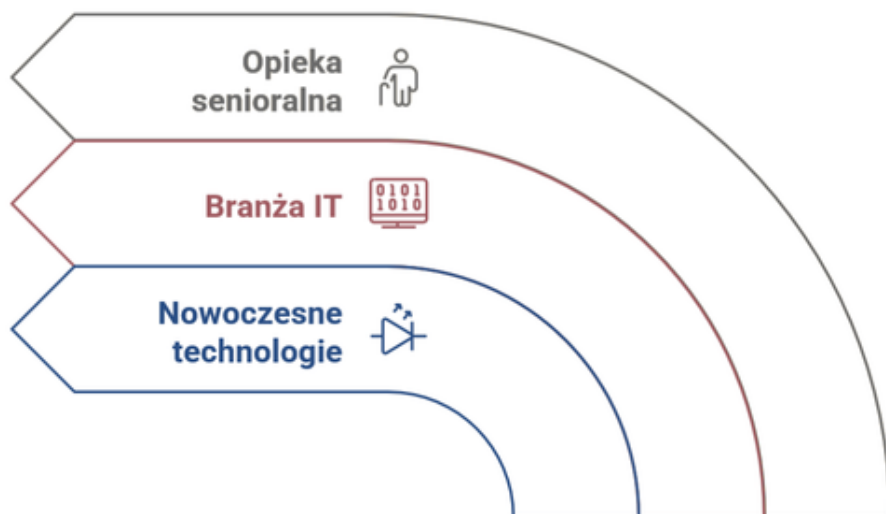 Opieka
senioralna
Branża IT
0101
1010
Nowoczesne
technologie